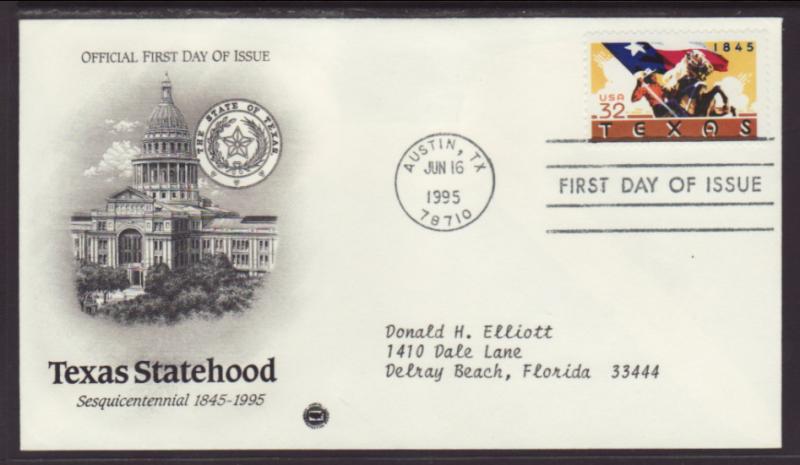 OFFICIAL FIRST DAY OF ISSUE
THE STATE OF TEXAS
Texas Statehood
Sesquicentennial 1845-1995
1845
USA
.32
TEXAS
AUSTIN, TX
JUN 16
1995
78710
FIRST DAY OF ISSUE
Donald H. Elliott
1410 Dale Lane
Delray Beach, Florida 33444